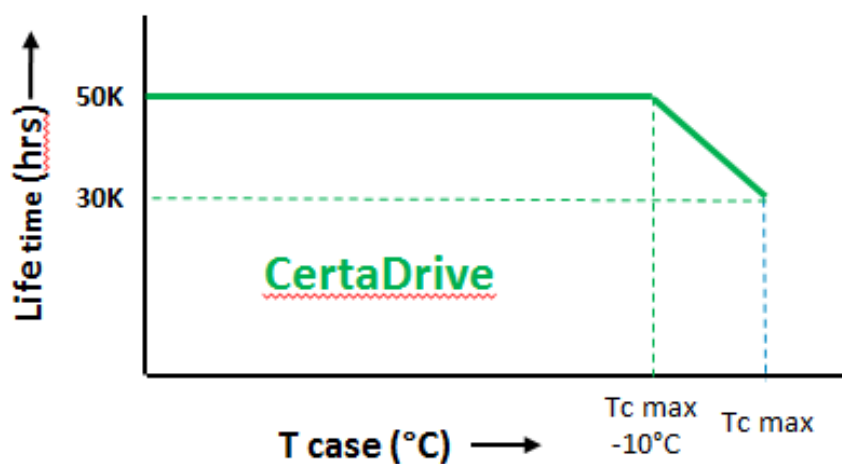 Life time (hrs)
50K
30K
CertaDrive
Tc max
-10°C
Tc max
T case (°C)